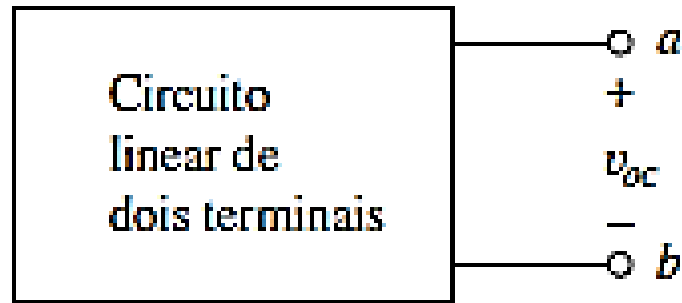 Circuito
linear de
dois terminais
a
+
v_oc
−
b